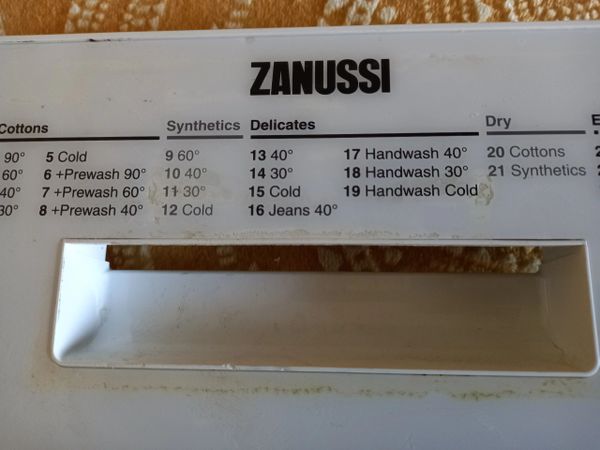 ZANUSSI
Cottons Synthetics Delicates Dry E
90° 5 Cold 9 60° 13 40° 17 Handwash 40° 20 Cottons
60° 6 +Prewash 90° 10 40° 14 30° 18 Handwash 30° 21 Synthetics
40° 7 +Prewash 60° 11 30° 15 Cold 19 Handwash Cold
30° 8 +Prewash 40° 12 Cold 16 Jeans 40°